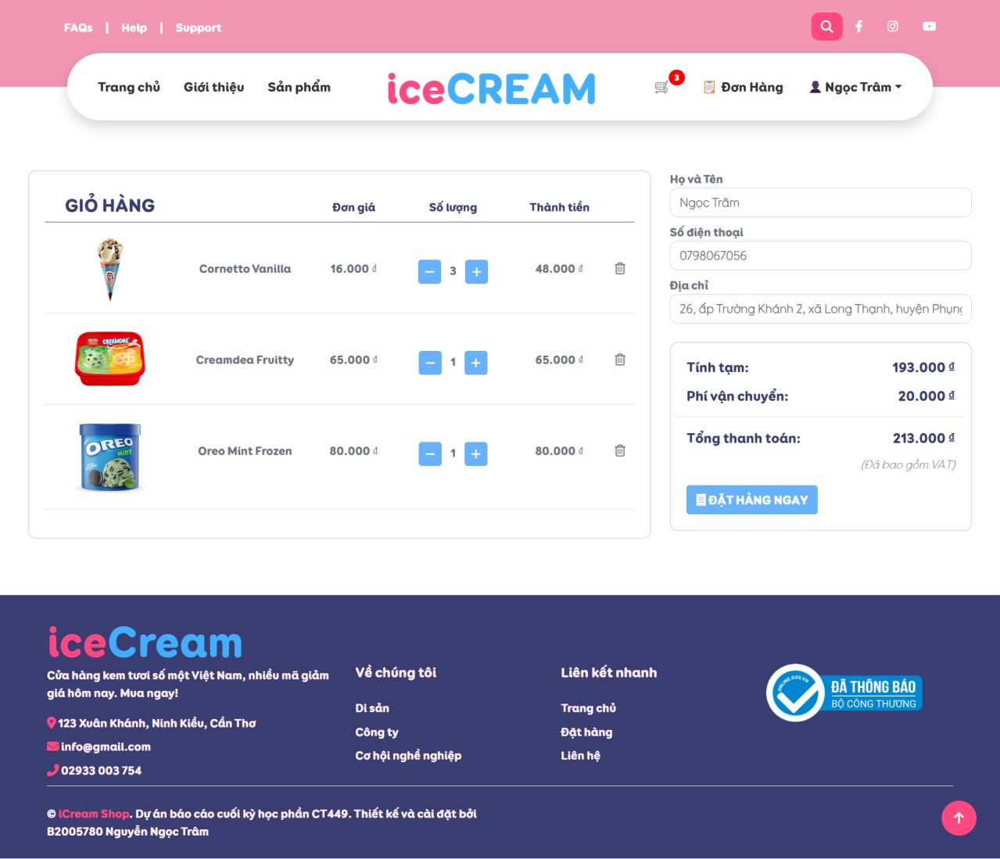 FAQs | Help | Support
Trang chủ Giới thiệu Sản phẩm
iceCREAM
3
Đơn Hàng
Ngọc Trâm
GIỎ HÀNG Đơn giá Số lượng Thành tiền
Cornetto Vanilla 16.000 ₫ − 3 + 48.000 ₫
Creamdea Fruitty 65.000 ₫ − 1 + 65.000 ₫
CREAMDAE
Oreo Mint Frozen 80.000 ₫ − 1 + 80.000 ₫
OREO
MINT
Họ và Tên
Ngọc Trâm
Số điện thoại
0798067056
Địa chỉ
26, ấp Trường Khánh 2, xã Long Thạnh, huyện Phụng
Tính tạm: 193.000 ₫
Phí vận chuyển: 20.000 ₫
Tổng thanh toán: 213.000 ₫
(Đã bao gồm VAT)
ĐẶT HÀNG NGAY
iceCream
Cửa hàng kem tươi số một Việt Nam, nhiều mã giảm
giá hôm nay. Mua ngay!
123 Xuân Khánh, Ninh Kiều, Cần Thơ
info@gmail.com
02933 003 754
Về chúng tôi
Di sản
Công ty
Cơ hội nghề nghiệp
Liên kết nhanh
Trang chủ
Đặt hàng
Liên hệ
ONLINE.GOV.VN
ĐÃ THÔNG BÁO
BỘ CÔNG THƯƠNG
© iCream Shop. Dự án báo cáo cuối kỳ học phần CT449. Thiết kế và cài đặt bởi
B2005780 Nguyễn Ngọc Trâm